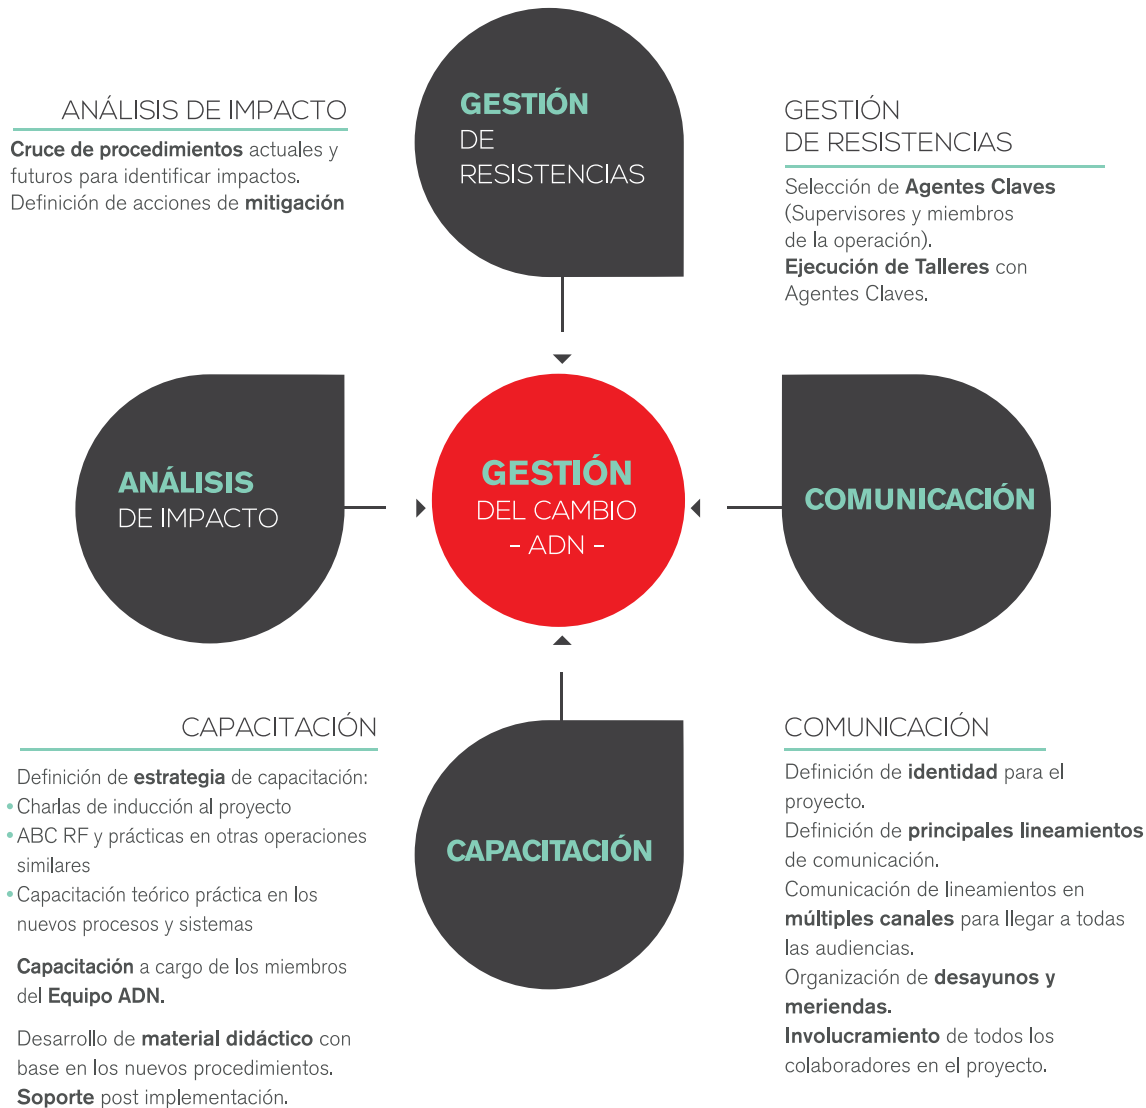 GESTIÓN
DE
RESISTENCIAS
ANÁLISIS DE IMPACTO
Cruce de procedimientos actuales y
futuros para identificar impactos.
Definición de acciones de mitigación
GESTIÓN
DE RESISTENCIAS
Selección de Agentes Claves
(Supervisores y miembros
de la operación).
Ejecución de Talleres con
Agentes Claves.
ANÁLISIS
DE IMPACTO
GESTIÓN
DEL CAMBIO
- ADN -
COMUNICACIÓN
CAPACITACIÓN
Definición de estrategia de capacitación:
• Charlas de inducción al proyecto
• ABC RF y prácticas en otras operaciones
similares
• Capacitación teórico práctica en los
nuevos procesos y sistemas
Capacitación a cargo de los miembros
del Equipo ADN.
Desarrollo de material didáctico con
base en los nuevos procedimientos.
Soporte post implementación.
CAPACITACIÓN
COMUNICACIÓN
Definición de identidad para el
proyecto.
Definición de principales lineamientos
de comunicación.
Comunicación de lineamientos en
múltiples canales para llegar a todas
las audiencias.
Organización de desayunos y
meriendas.
Involucramiento de todos los
colaboradores en el proyecto.